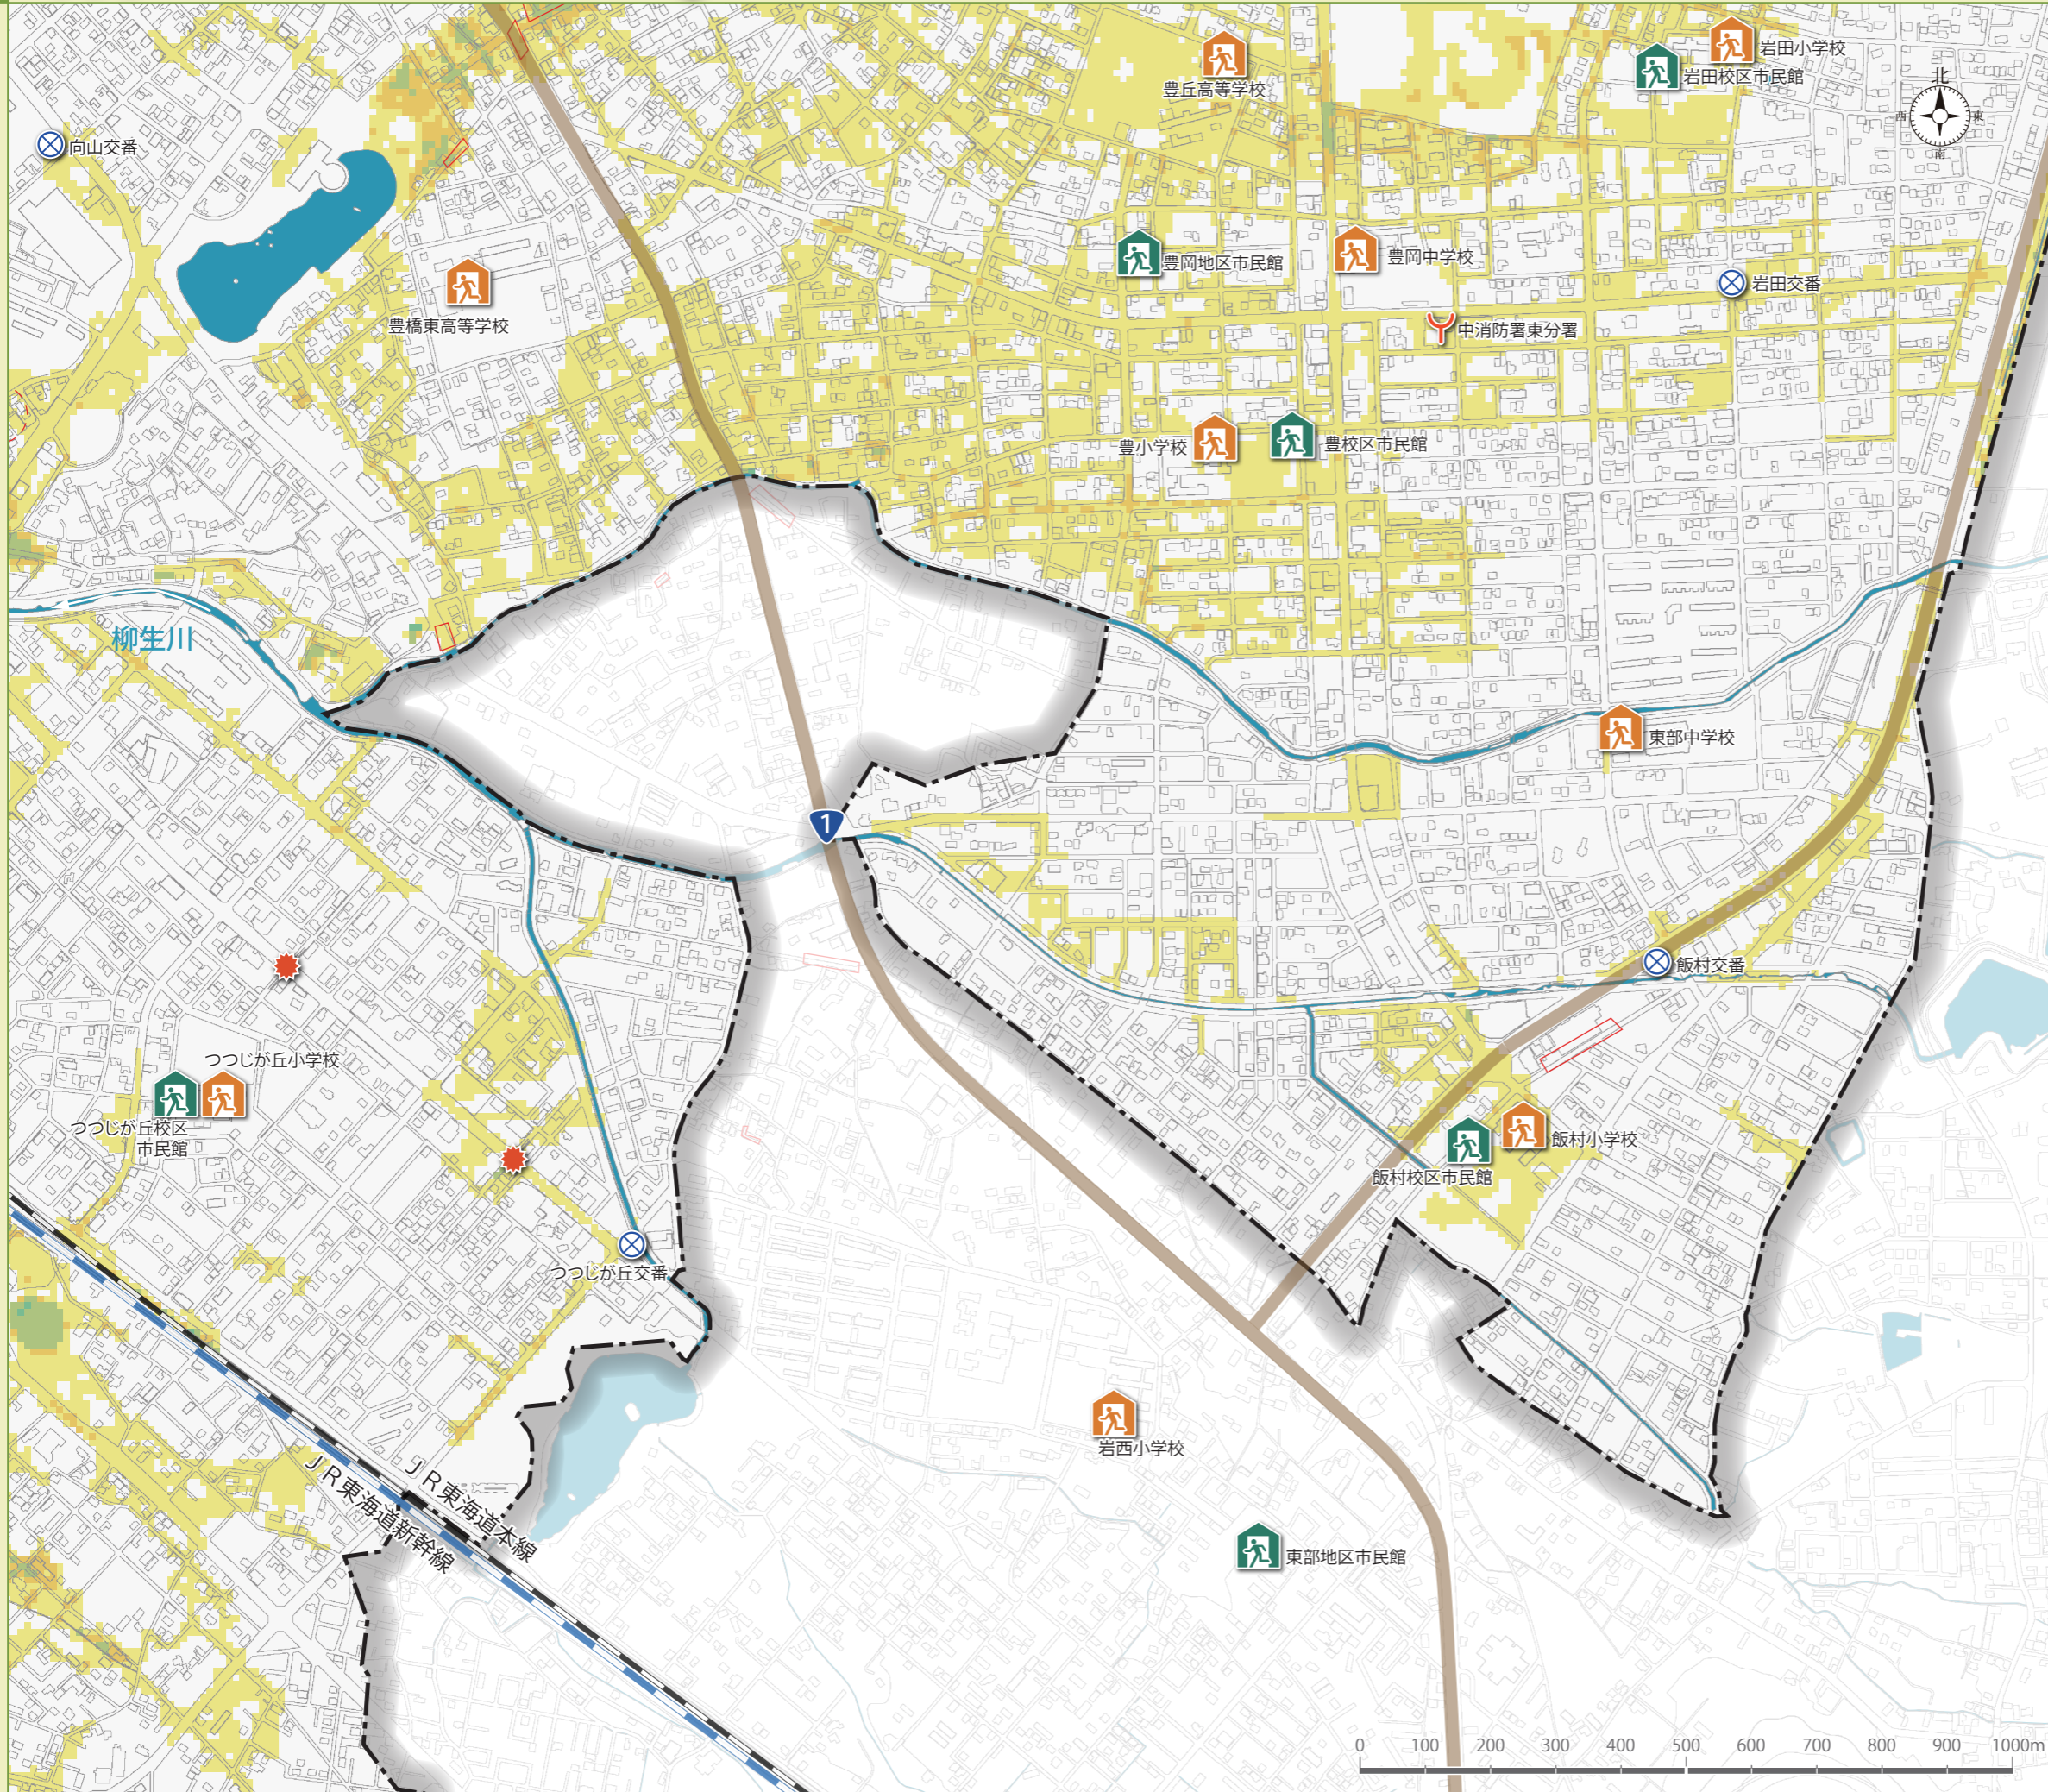 岩田小学校
岩田校区市民館
豊丘高等学校
北
西
東
南
向山交番
豊岡地区市民館
豊岡中学校
岩田交番
豊橋東高等学校
中消防署東分署
豊小学校
豊校区市民館
柳生川
東部中学校
1
飯村交番
つつじが丘小学校
つつじが丘校区
市民館
飯村小学校
飯村校区市民館
つつじが丘交番
岩西小学校
JR東海道本線
JR東海道新幹線
東部地区市民館
0 100 200 300 400 500 600 700 800 900 1000m